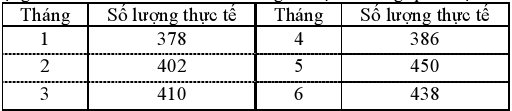 Tháng Số lượng thực tế Tháng Số lượng thực tế
1 378 4 386
2 402 5 450
3 410 6 438